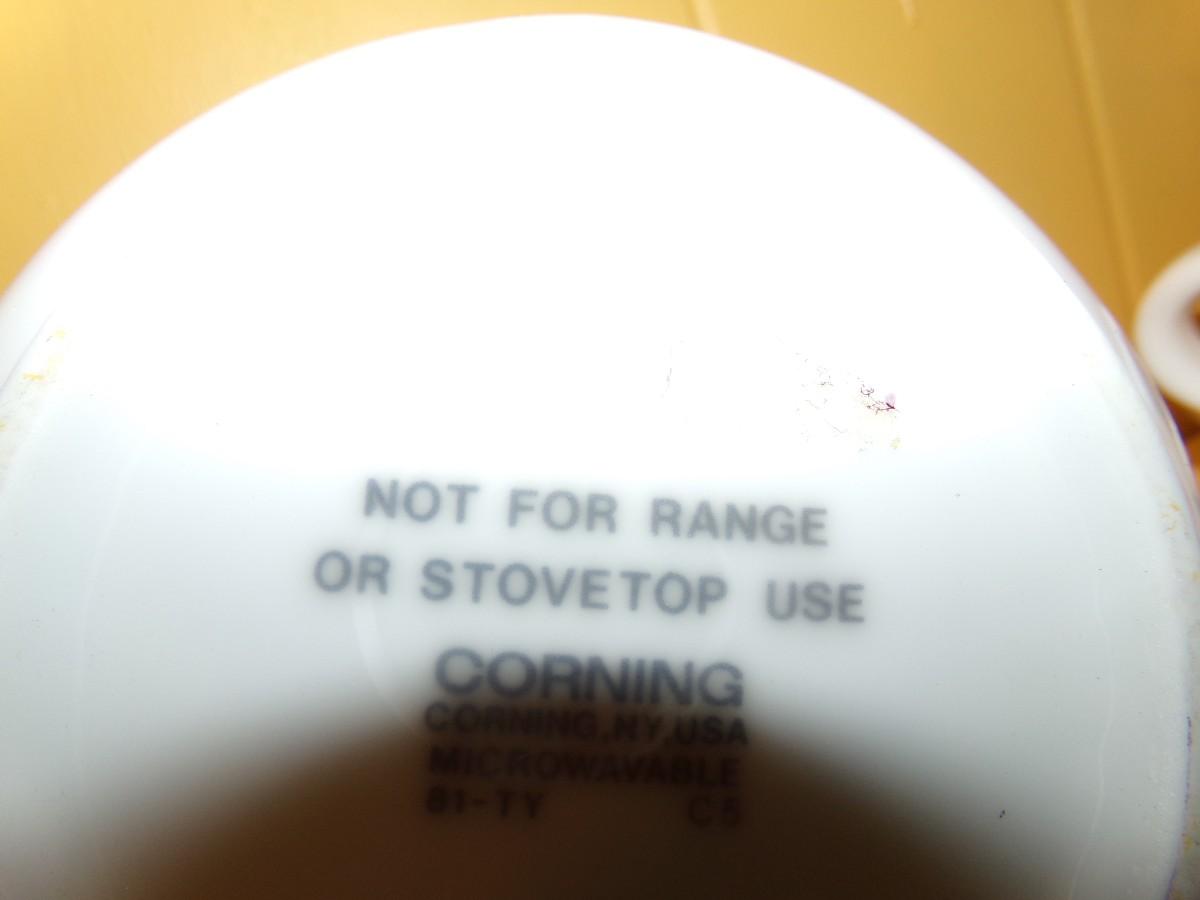 NOT FOR RANGE
OR STOVETOP USE
CORNING
CORNING, NY, USA
MICROWAVABLE
81-TY C5